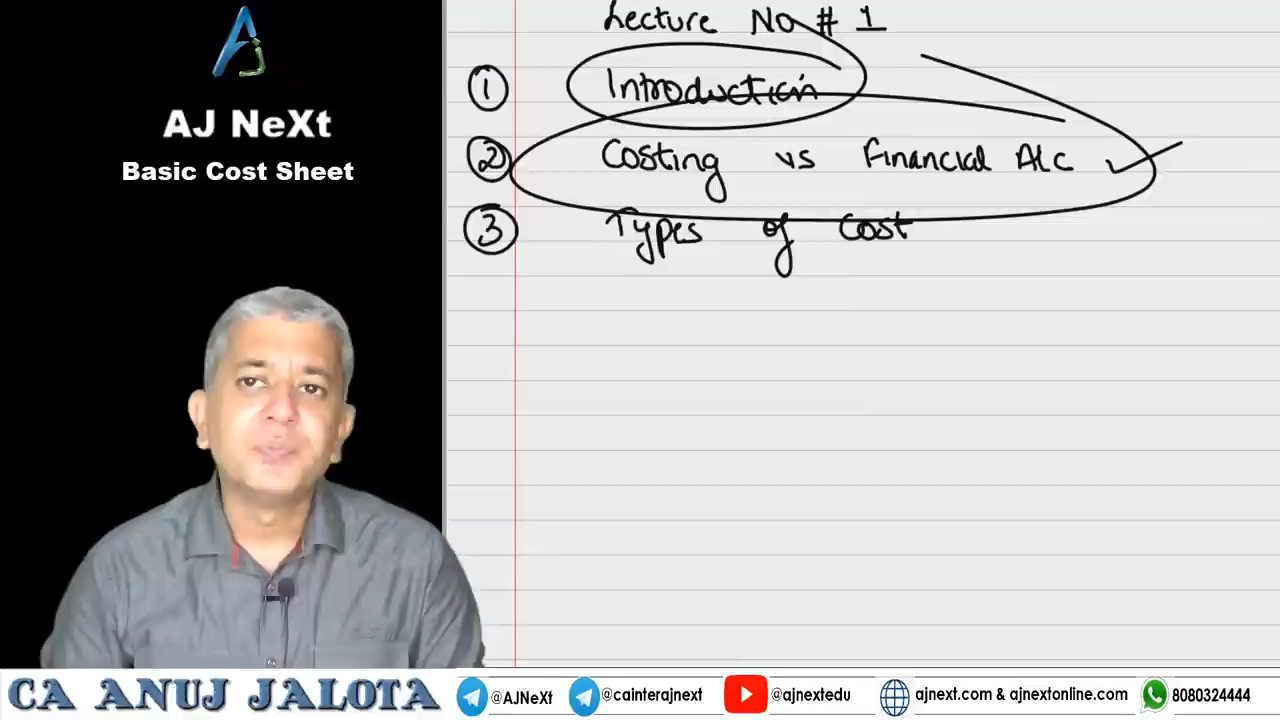 AJ NeXt
Basic Cost Sheet
Lecture No # 1
1 Introduction
2 Costing vs Financial A/c
3 Types of Cost
CA ANUJ JALOTA
@AJNeXt
@cainterajnext
@ajnextedu
ajnext.com & ajnextonline.com
8080324444